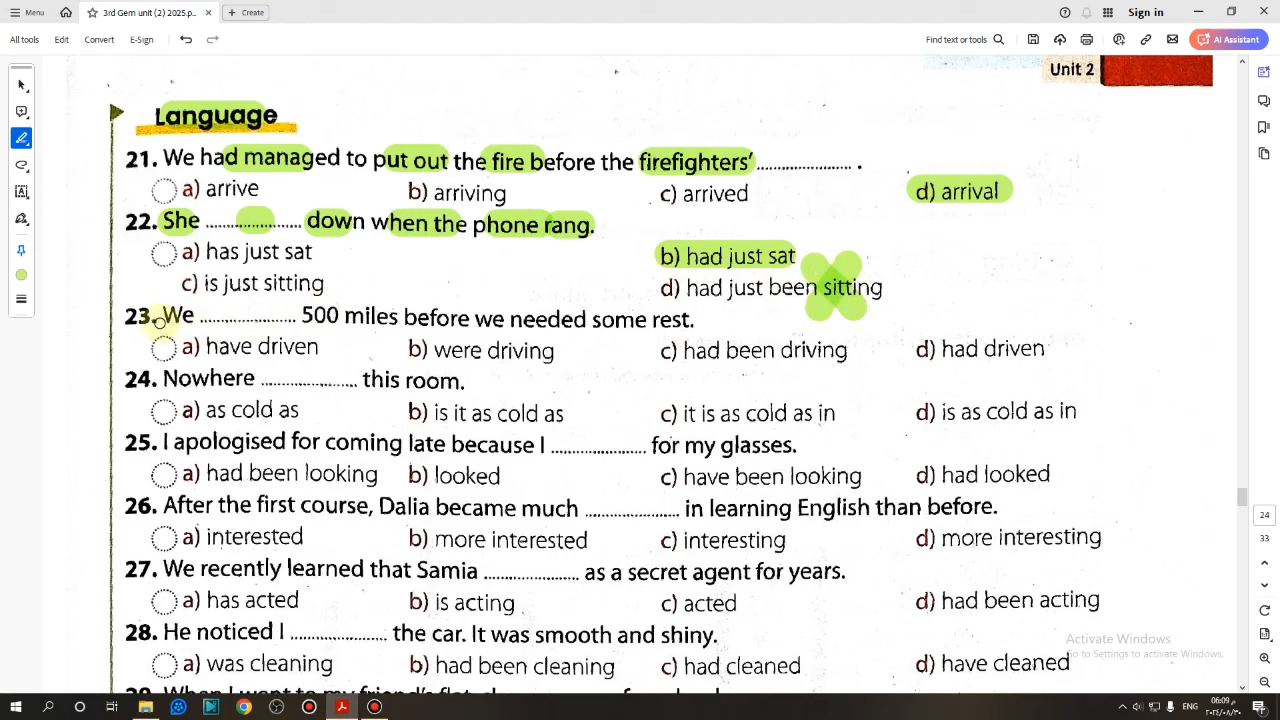 Menu
3rd Gem unit (2) 2025.p...
Create
Sign in
All tools Edit Convert E-Sign
Find text or tools
AI Assistant
Unit 2
Language
21. We had managed to put out the fire before the firefighters' .................... .
a) arrive b) arriving c) arrived d) arrival
22. She .................... down when the phone rang.
a) has just sat b) had just sat
c) is just sitting d) had just been sitting
23. We .................... 500 miles before we needed some rest.
a) have driven b) were driving c) had been driving d) had driven
24. Nowhere .................... this room.
a) as cold as b) is it as cold as c) it is as cold as in d) is as cold as in
25. I apologised for coming late because I .................... for my glasses.
a) had been looking b) looked c) have been looking d) had looked
26. After the first course, Dalia became much .................... in learning English than before.
a) interested b) more interested c) interesting d) more interesting
27. We recently learned that Samia .................... as a secret agent for years.
a) has acted b) is acting c) acted d) had been acting
28. He noticed I .................... the car. It was smooth and shiny.
a) was cleaning b) had been cleaning c) had cleaned d) have cleaned
24
33
Activate Windows
Go to Settings to activate Windows.
ENG
06:09 م